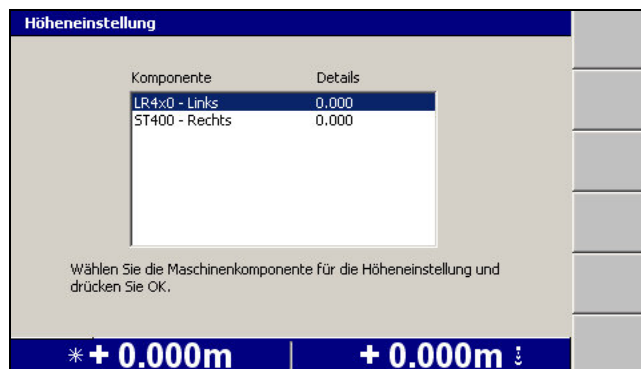 Höheneinstellung
Komponente Details
LR4x0 - Links 0.000
ST400 - Rechts 0.000
Wählen Sie die Maschinenkomponente für die Höheneinstellung und
drücken Sie OK.
+ 0.000m + 0.000m